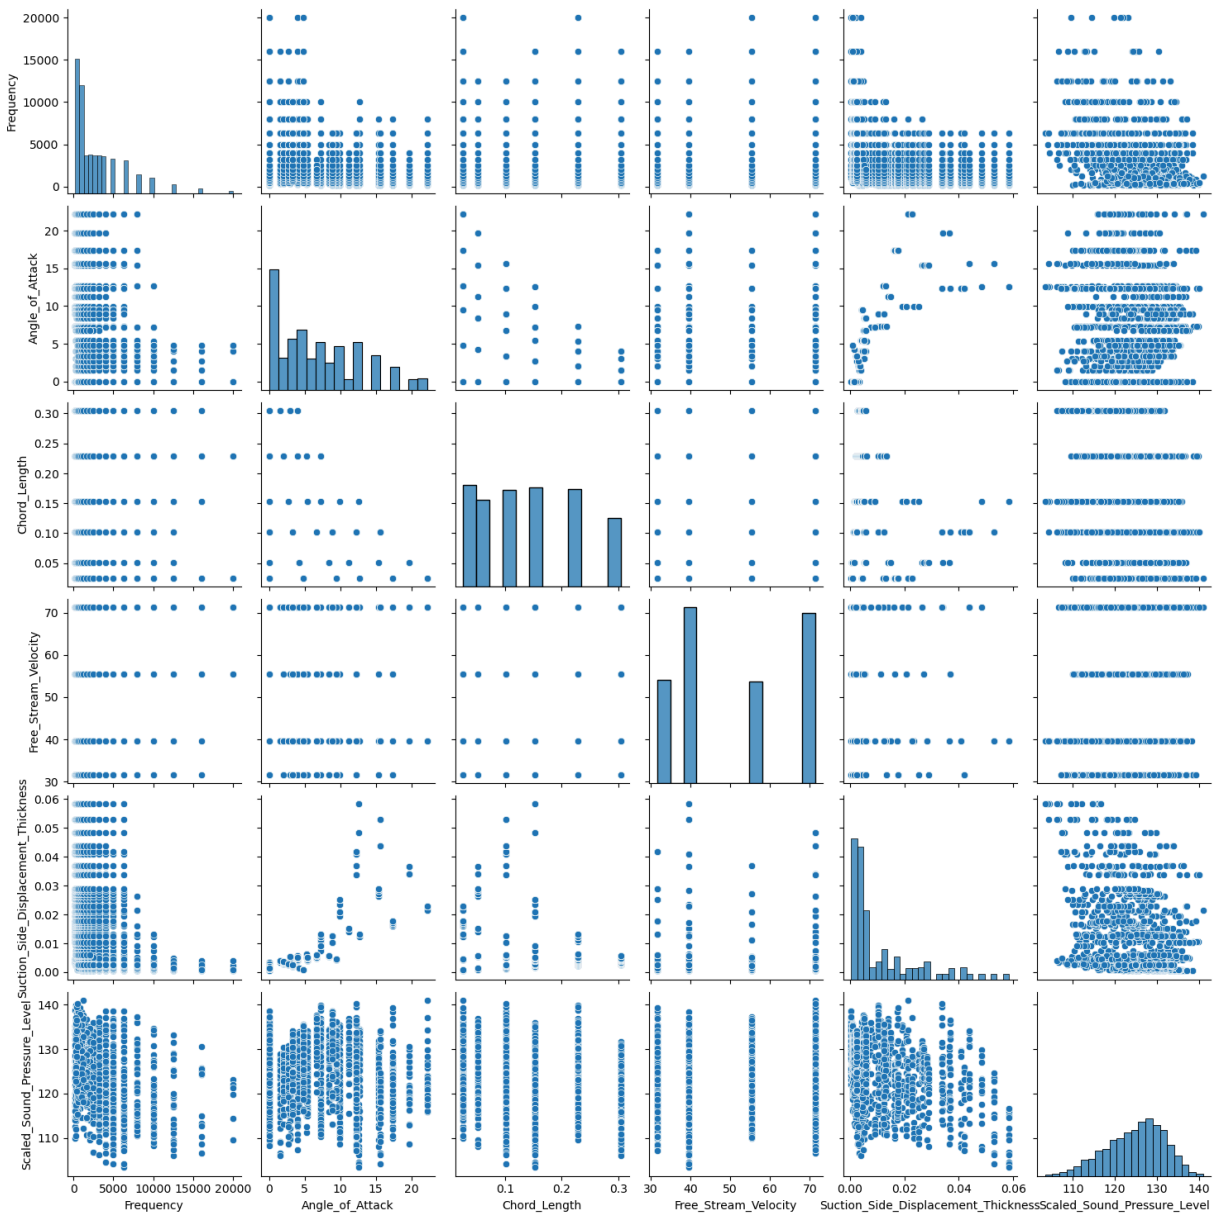 20000
15000
10000
5000
0
Frequency
20
15
10
5
0
Angle_of_Attack
0.30
0.25
0.20
0.15
0.10
0.05
Chord_Length
70
60
50
40
30
Free_Stream_Velocity
0.06
0.05
0.04
0.03
0.02
0.01
0.00
Suction_Side_Displacement_Thickness
140
130
120
110
Scaled_Sound_Pressure_Level
0 5000 10000 15000 20000
Frequency
0 5 10 15 20
Angle_of_Attack
0.1 0.2 0.3
Chord_Length
30 40 50 60 70
Free_Stream_Velocity
0.00 0.02 0.04 0.06
Suction_Side_Displacement_Thickness
110 120 130 140
Scaled_Sound_Pressure_Level